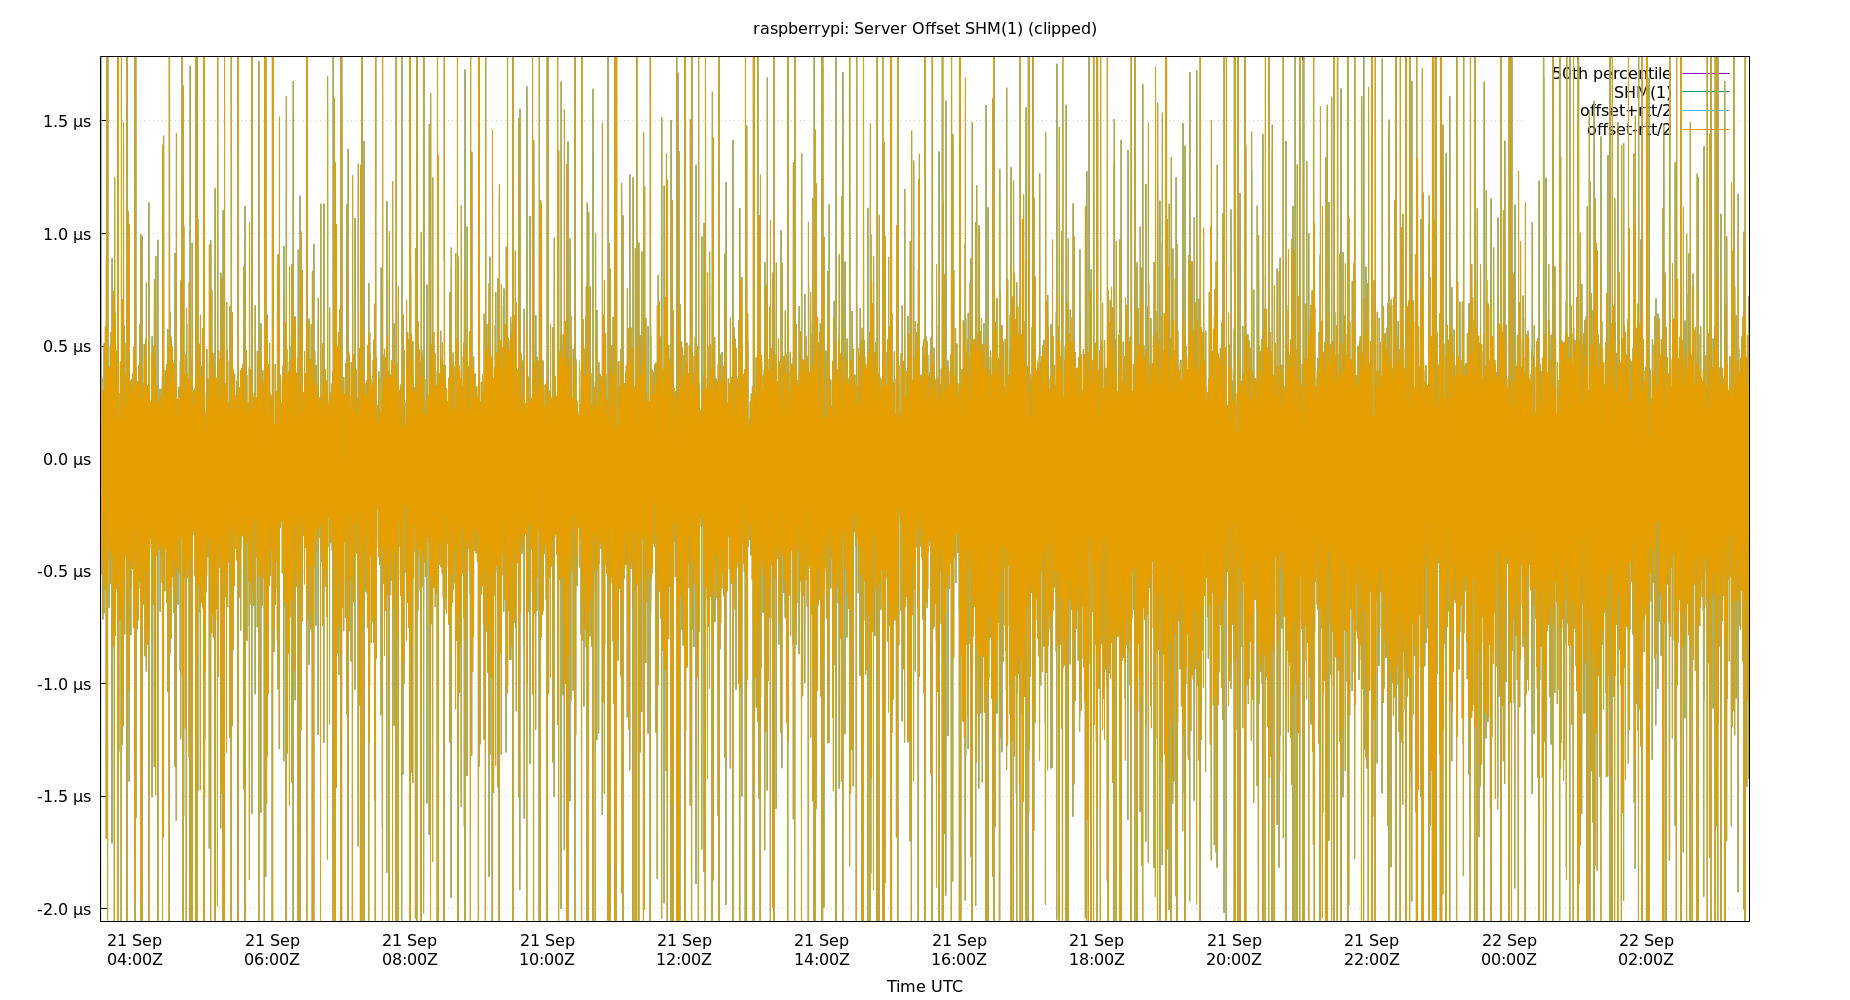 raspberrypi: Server Offset SHM(1) (clipped)
50th percentile
SHM(1)
offset+rtt/2
offset-rtt/2
1.5 µs
1.0 µs
0.5 µs
0.0 µs
-0.5 µs
-1.0 µs
-1.5 µs
-2.0 µs
21 Sep 21 Sep 21 Sep 21 Sep 21 Sep 21 Sep 21 Sep 21 Sep 21 Sep 21 Sep 22 Sep 22 Sep
04:00Z 06:00Z 08:00Z 10:00Z 12:00Z 14:00Z 16:00Z 18:00Z 20:00Z 22:00Z 00:00Z 02:00Z
Time UTC